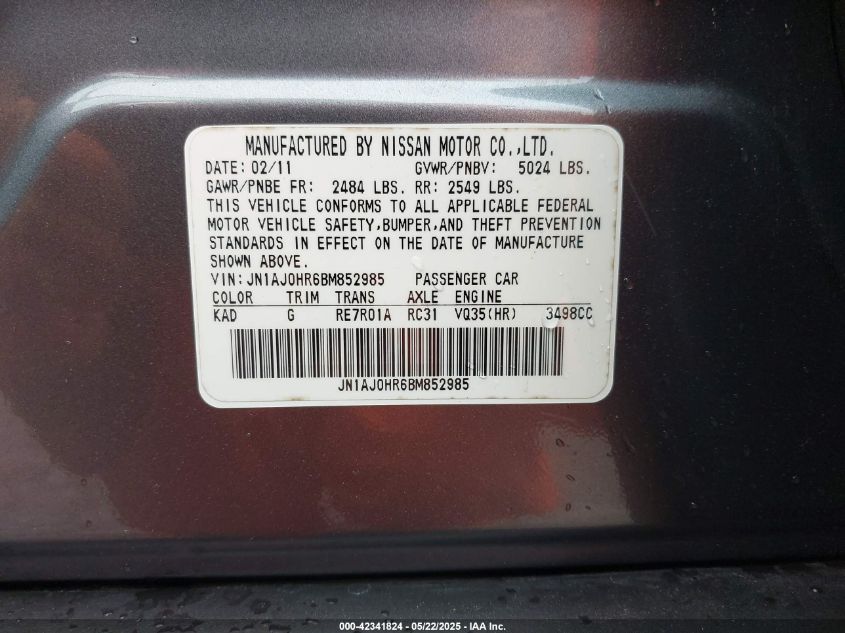 MANUFACTURED BY NISSAN MOTOR CO.,LTD.
DATE: 02/11 GVWR/PNBV: 5024 LBS.
GAWR/PNBE FR: 2484 LBS. RR: 2549 LBS.
THIS VEHICLE CONFORMS TO ALL APPLICABLE FEDERAL
MOTOR VEHICLE SAFETY,BUMPER,AND THEFT PREVENTION
STANDARDS IN EFFECT ON THE DATE OF MANUFACTURE
SHOWN ABOVE.
VIN:JN1AJ0HR6BM852985 PASSENGER CAR
COLOR TRIM TRANS AXLE ENGINE
KAD G RE7R01A RC31 VQ35(HR) 3498CC
JN1AJ0HR6BM852985
000-42341824 - 05/22/2025 - IAA Inc.